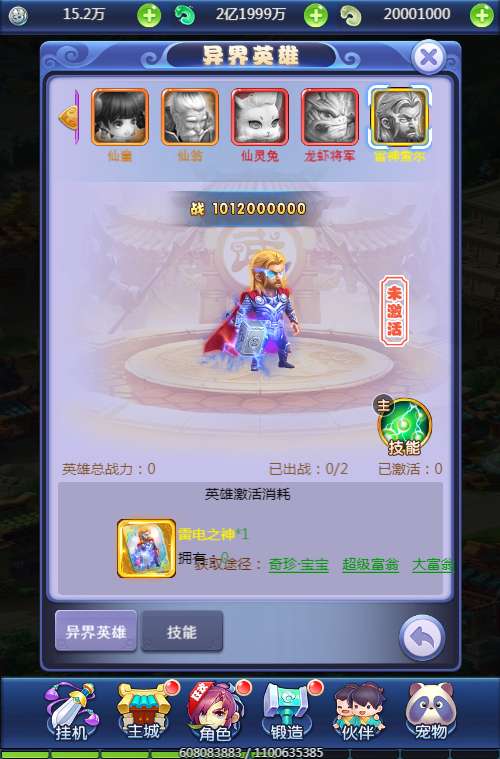 15.2万
2亿1999万
20001000
异界英雄
仙童
仙翁
仙灵兔
龙虾将军
雷神索尔
战 1012000000
未激活
主
技能
英雄总战力：0
已出战：0/2
已激活：0
英雄激活消耗
雷电之神*1
拥有：0
获取途径：奇珍·宝宝 超级富翁 大富翁
异界英雄
技能
挂机
主城
角色
锻造
伙伴
宠物
608083883 / 1100635385